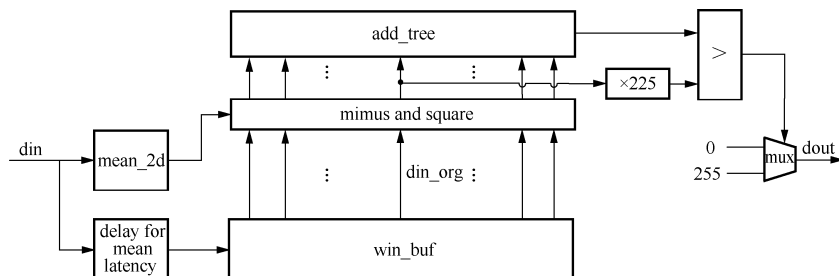 add_tree
⋮
⋮
×225
>
mimus and square
din
mean_2d
⋮
din_org
⋮
0
255
mux
dout
delay for
mean
latency
win_buf